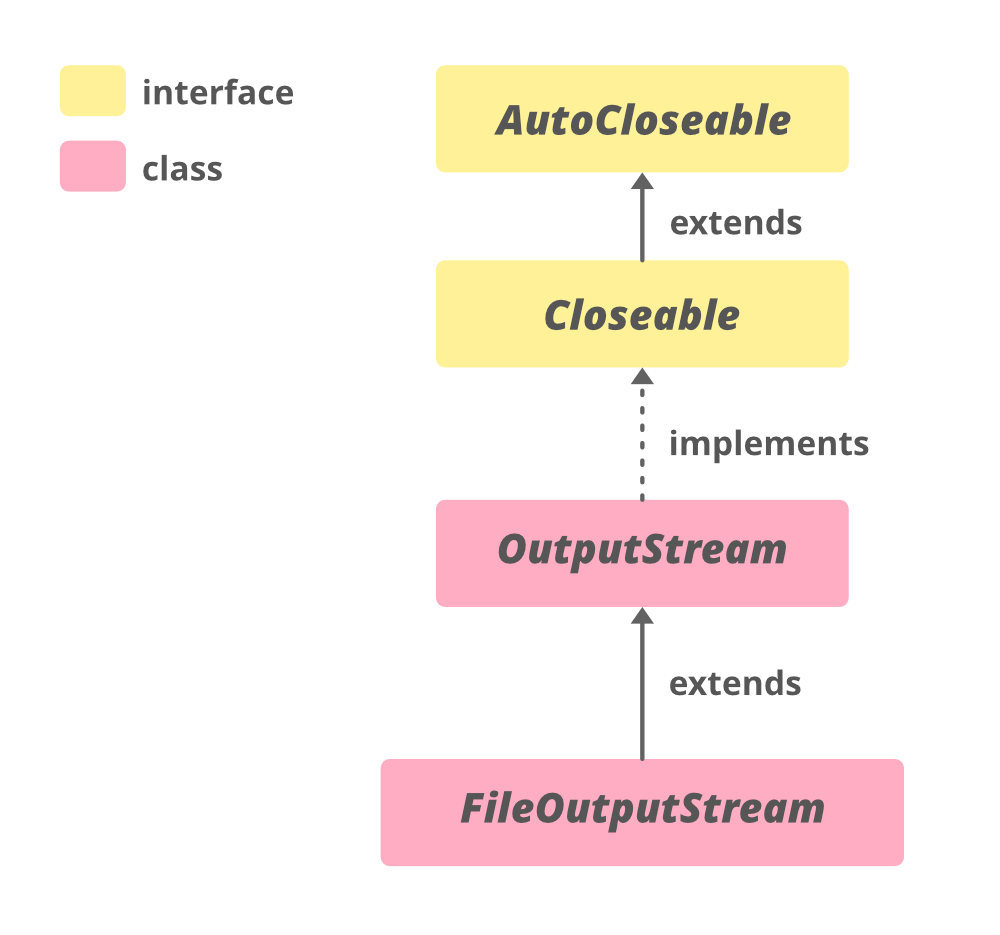 interface
class
AutoCloseable
extends
Closeable
implements
OutputStream
extends
FileOutputStream